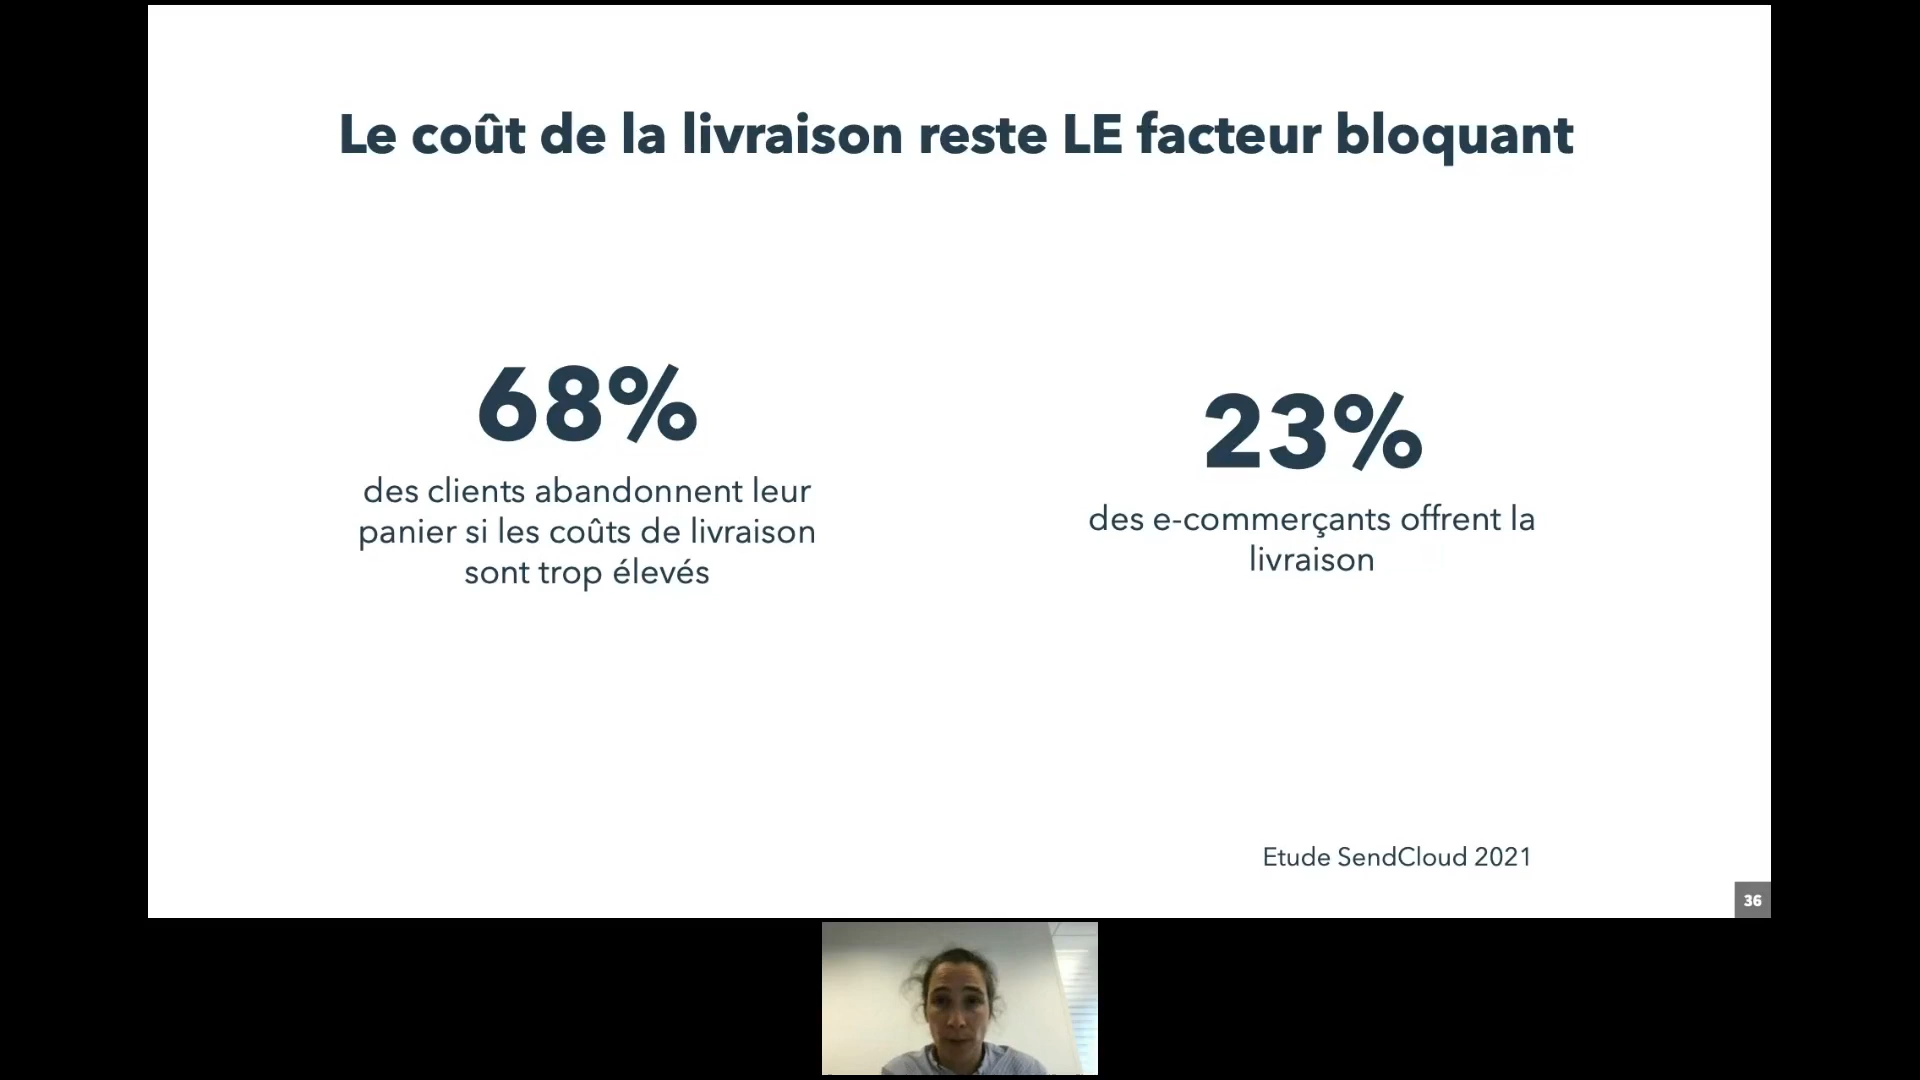 Le coût de la livraison reste LE facteur bloquant
68%
des clients abandonnent leur
panier si les coûts de livraison
sont trop élevés
23%
des e-commerçants offrent la
livraison
Etude SendCloud 2021
36